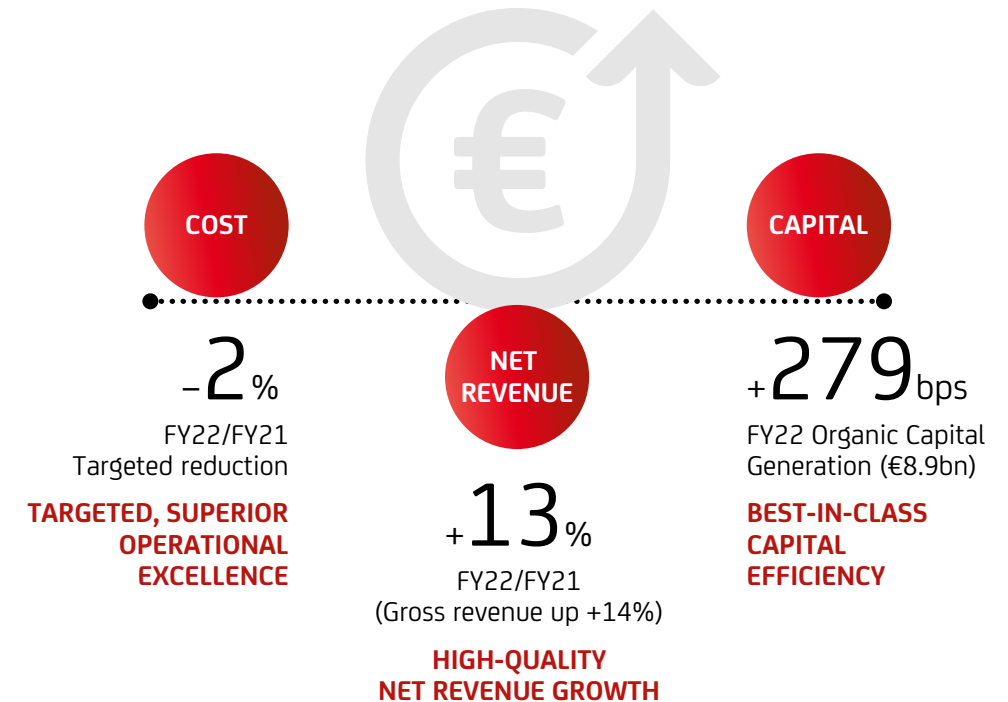 €
COST
−2%
FY22/FY21
Targeted reduction
TARGETED, SUPERIOR
OPERATIONAL
EXCELLENCE
NET
REVENUE
+13%
FY22/FY21
(Gross revenue up +14%)
HIGH-QUALITY
NET REVENUE GROWTH
CAPITAL
+279bps
FY22 Organic Capital
Generation (€8.9bn)
BEST-IN-CLASS
CAPITAL
EFFICIENCY